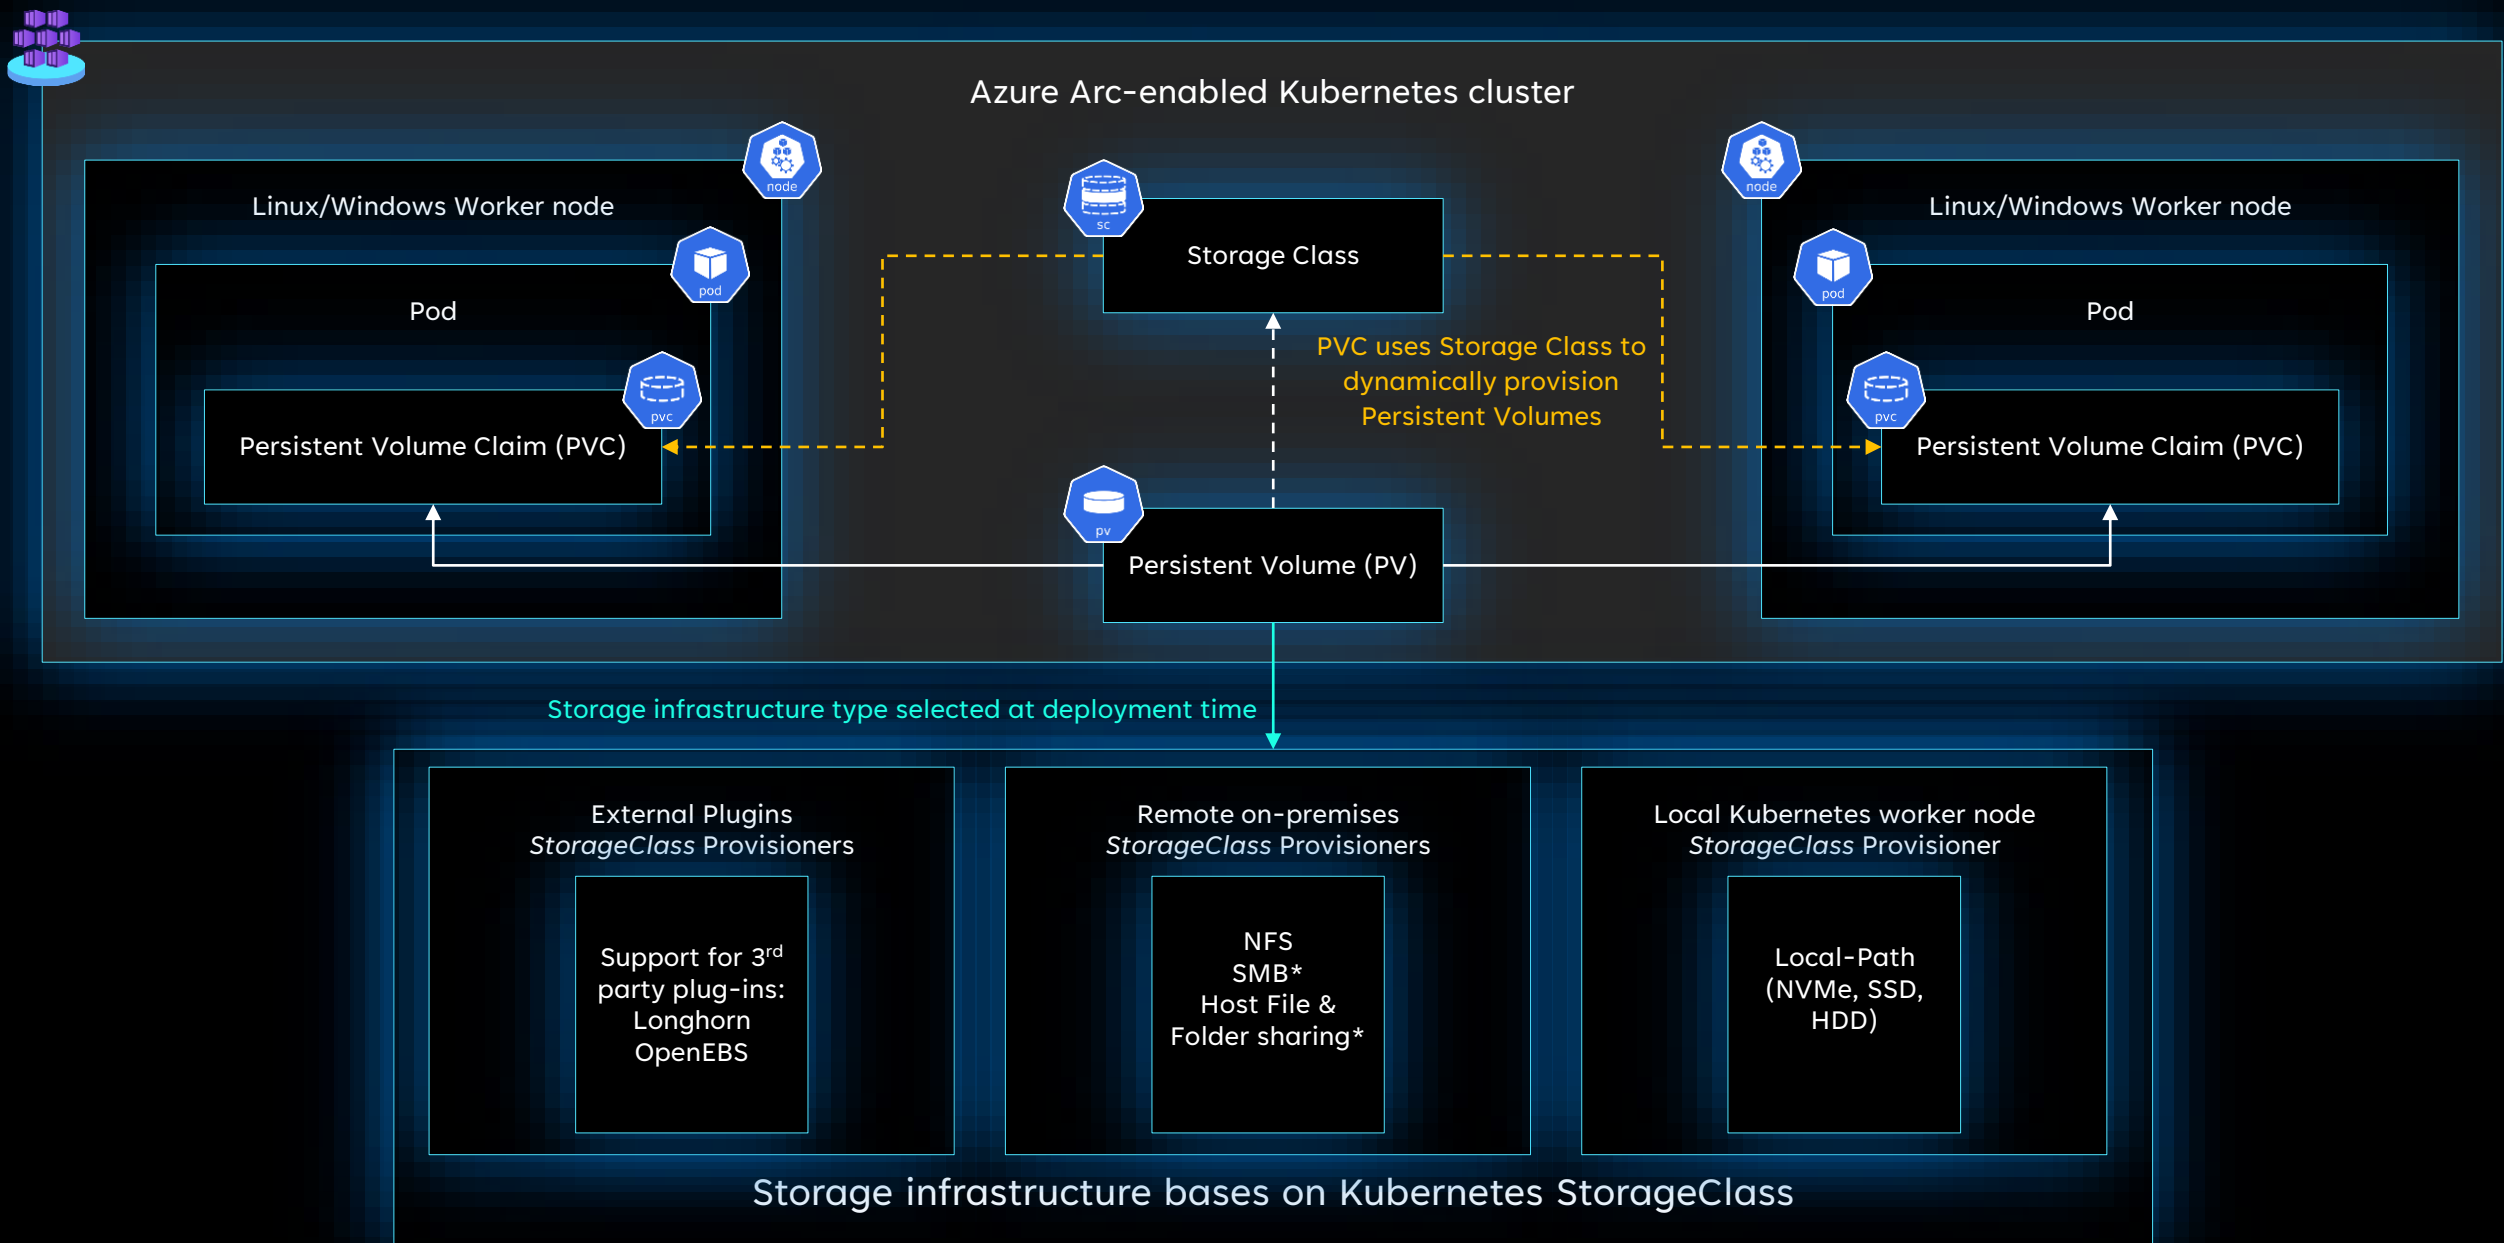 Azure Arc-enabled Kubernetes cluster
node
Linux/Windows Worker node
pod
Pod
pvc
Persistent Volume Claim (PVC)
sc
Storage Class
PVC uses Storage Class to
dynamically provision
Persistent Volumes
pv
Persistent Volume (PV)
node
Linux/Windows Worker node
pod
Pod
pvc
Persistent Volume Claim (PVC)
Storage infrastructure type selected at deployment time
External Plugins
StorageClass Provisioners
Support for 3rd
party plug-ins:
Longhorn
OpenEBS
Remote on-premises
StorageClass Provisioners
NFS
SMB*
Host File &
Folder sharing*
Local Kubernetes worker node
StorageClass Provisioner
Local-Path
(NVMe, SSD,
HDD)
Storage infrastructure bases on Kubernetes StorageClass